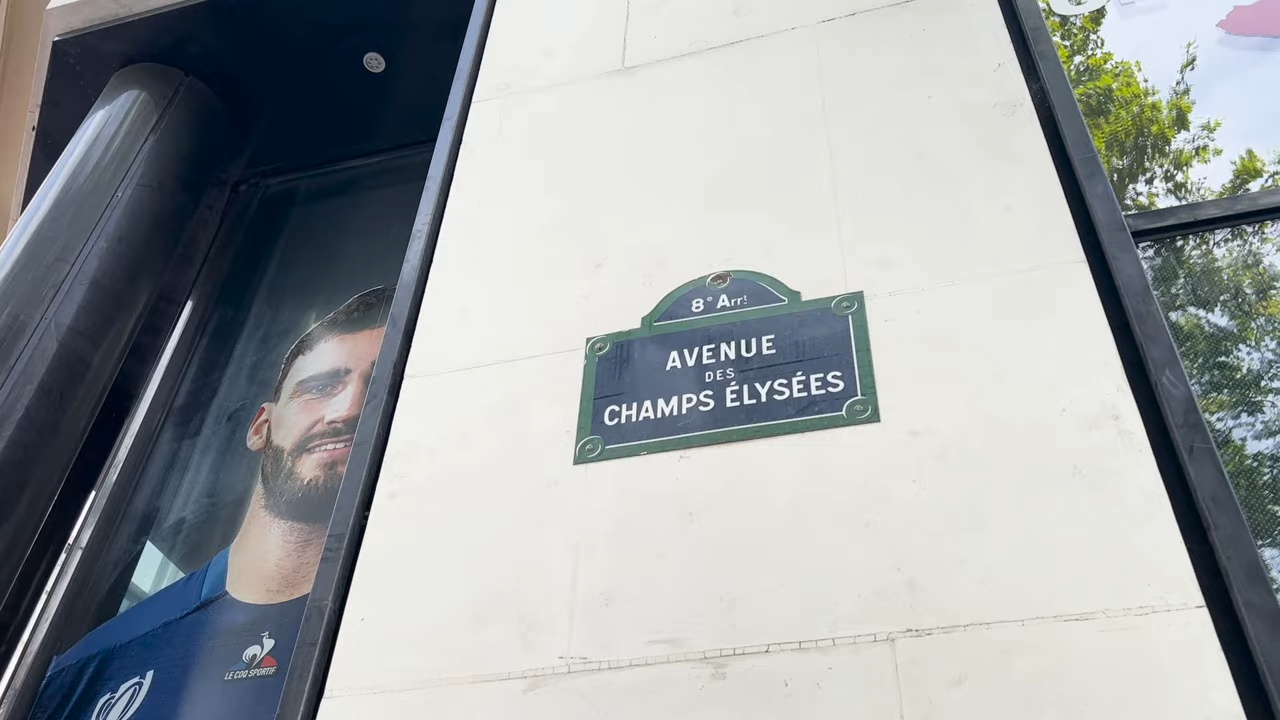 8e Arrt
AVENUE
DES
CHAMPS ÉLYSÉES
LE COQ SPORTIF